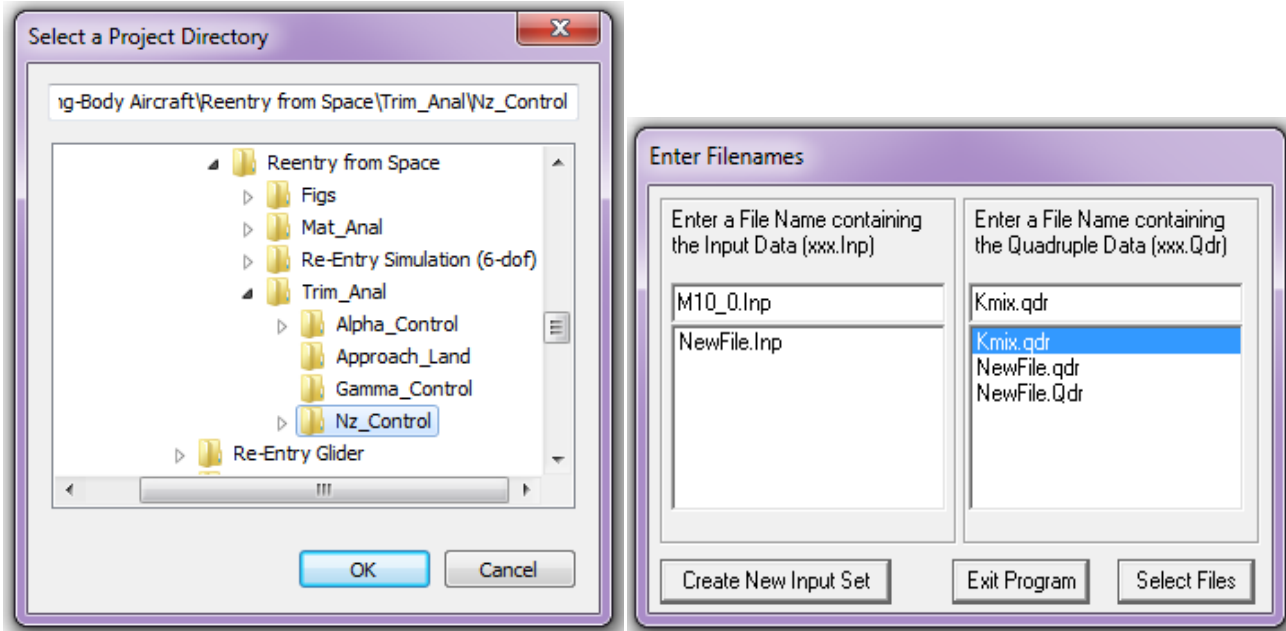 Select a Project Directory
ng-Body Aircraft\Reentry from Space\Trim_Anal\Nz_Control
Reentry from Space
Figs
Mat_Anal
Re-Entry Simulation (6-dof)
Trim_Anal
Alpha_Control
Approach_Land
Gamma_Control
Nz_Control
Re-Entry Glider
OK
Cancel
Enter Filenames
Enter a File Name containing
the Input Data (xxx.Inp)
M10_0.Inp
NewFile.Inp
Enter a File Name containing
the Quadruple Data (xxx.Qdr)
Kmix.qdr
Kmix.qdr
NewFile.qdr
NewFile.Qdr
Create New Input Set
Exit Program
Select Files